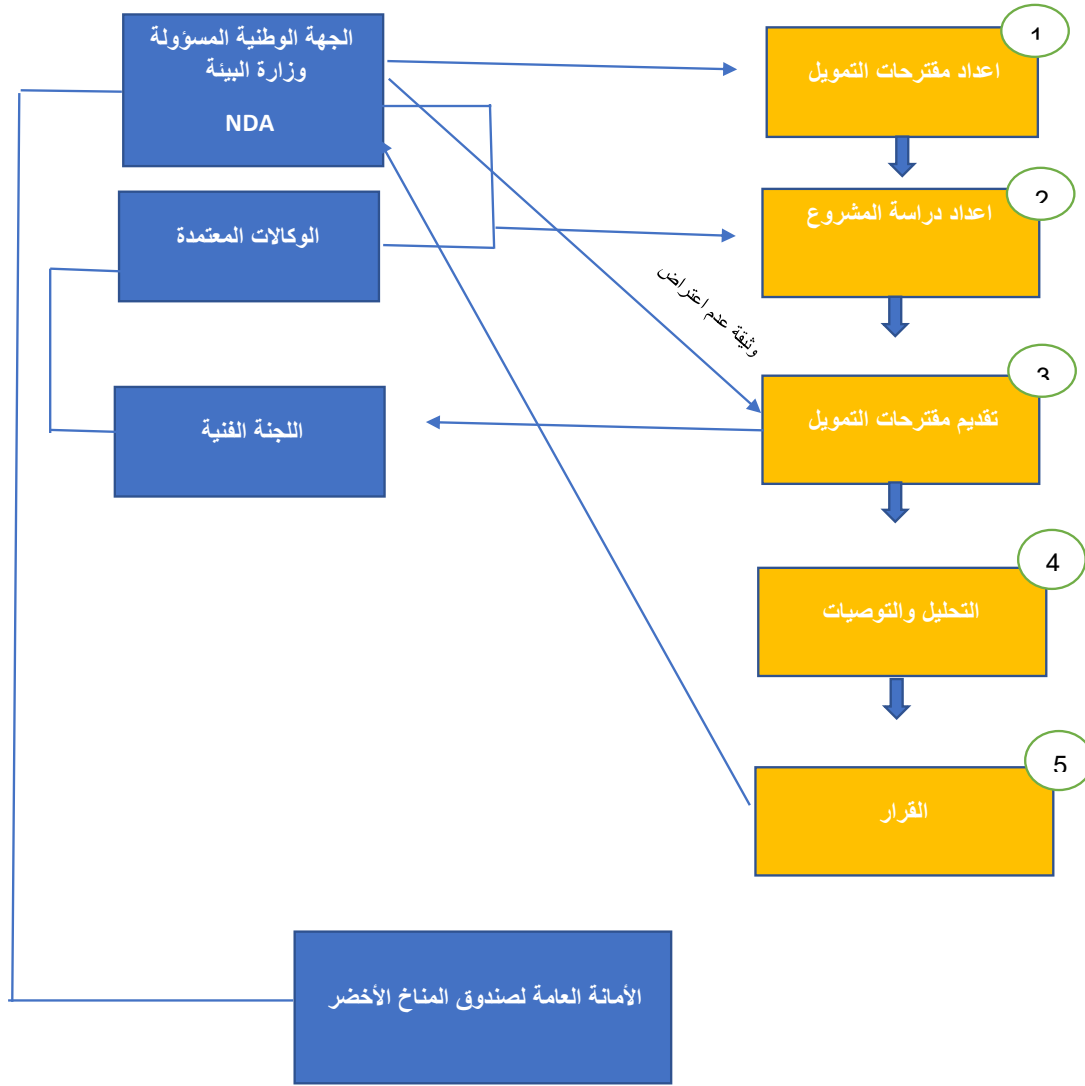 الجهة الوطنية المسؤولة
وزارة البيئة
NDA
1
اعداد مقترحات التمويل
2
اعداد دراسة المشروع
الوكالات المعتمدة
وثيقة عدم اعتراض
3
تقديم مقترحات التمويل
اللجنة الفنية
4
التحليل والتوصيات
5
القرار
الأمانة العامة لصندوق المناخ الأخضر